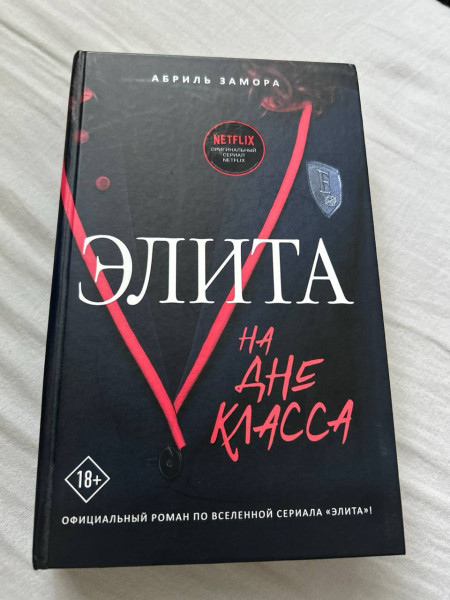 АБРИЛЬ ЗАМОРА
NETFLIX
ОРИГИНАЛЬНЫЙ
СЕРИАЛ
NETFLIX
ЭЛИТА
НА
ДНЕ
КЛАССА
18+
ОФИЦИАЛЬНЫЙ РОМАН ПО ВСЕЛЕННОЙ СЕРИАЛА «ЭЛИТА»!